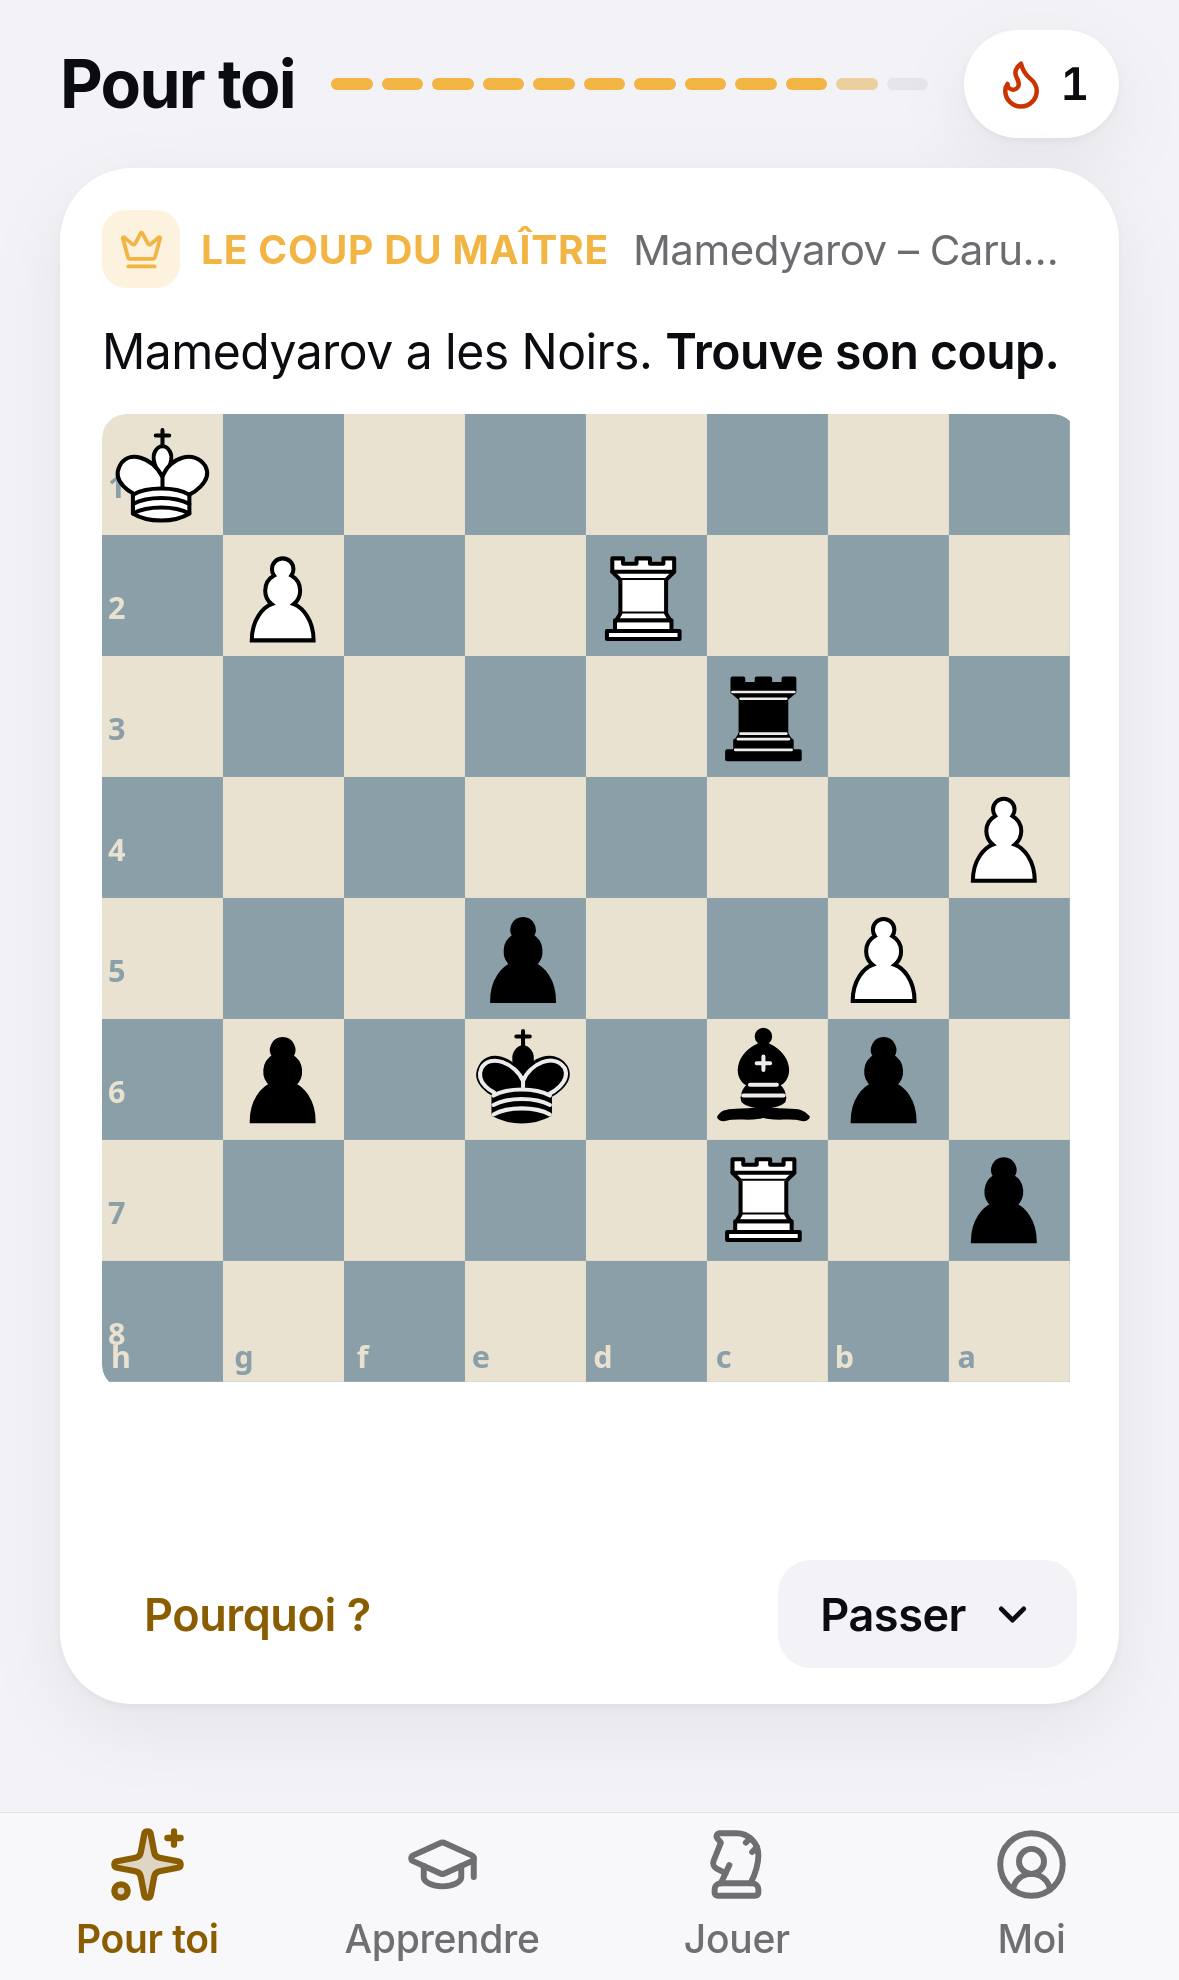 Pour toi
1
LE COUP DU MAÎTRE Mamedyarov – Caru...
Mamedyarov a les Noirs. Trouve son coup.
1
2
3
4
5
6
7
8
h g f e d c b a
Pourquoi ?
Passer
Pour toi Apprendre Jouer Moi